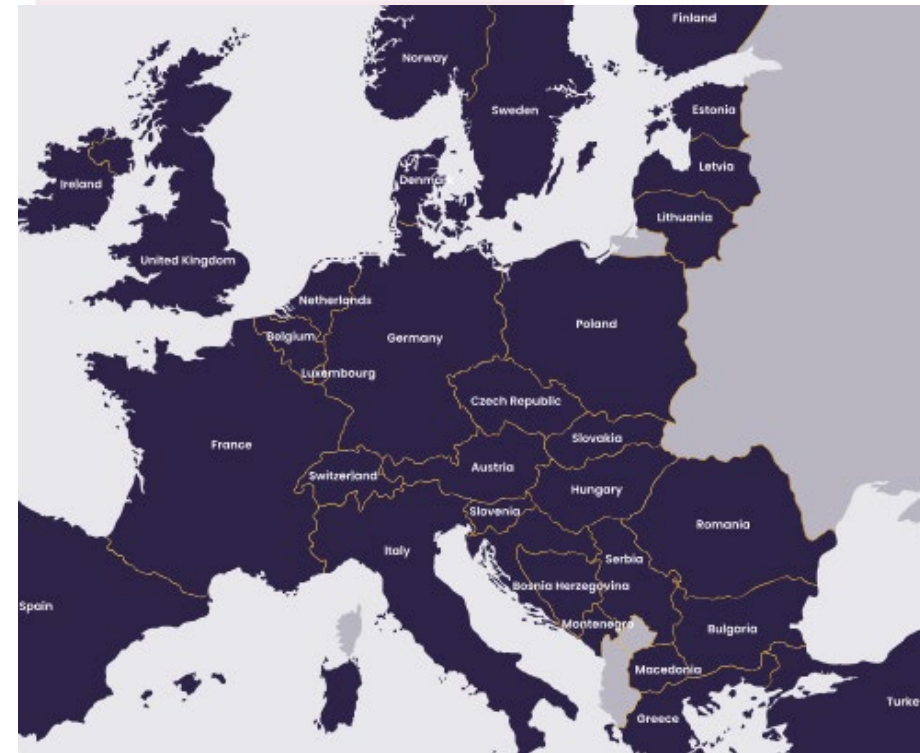 Finland
Norway
Sweden
Estonia
Letvia
Denmark
Ireland
Lithuania
United Kingdom
Netherlands
Poland
Belgium
Germany
Luxembourg
Czech Republic
France
Slovakia
Austria
Switzerland
Hungary
Slovenia
Romania
Italy
Serbia
Bosnia Herzegovina
Spain
Montenegro
Bulgaria
Macedonia
Turke
Greece